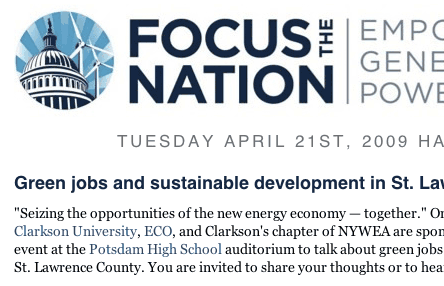 FOCUS THE NATION
EMPO
GENE
POWE
TUESDAY APRIL 21ST, 2009 HA
Green jobs and sustainable development in St. Law
"Seizing the opportunities of the new energy economy — together." On
Clarkson University, ECO, and Clarkson's chapter of NYWEA are spon
event at the Potsdam High School auditorium to talk about green jobs
St. Lawrence County. You are invited to share your thoughts or to hea